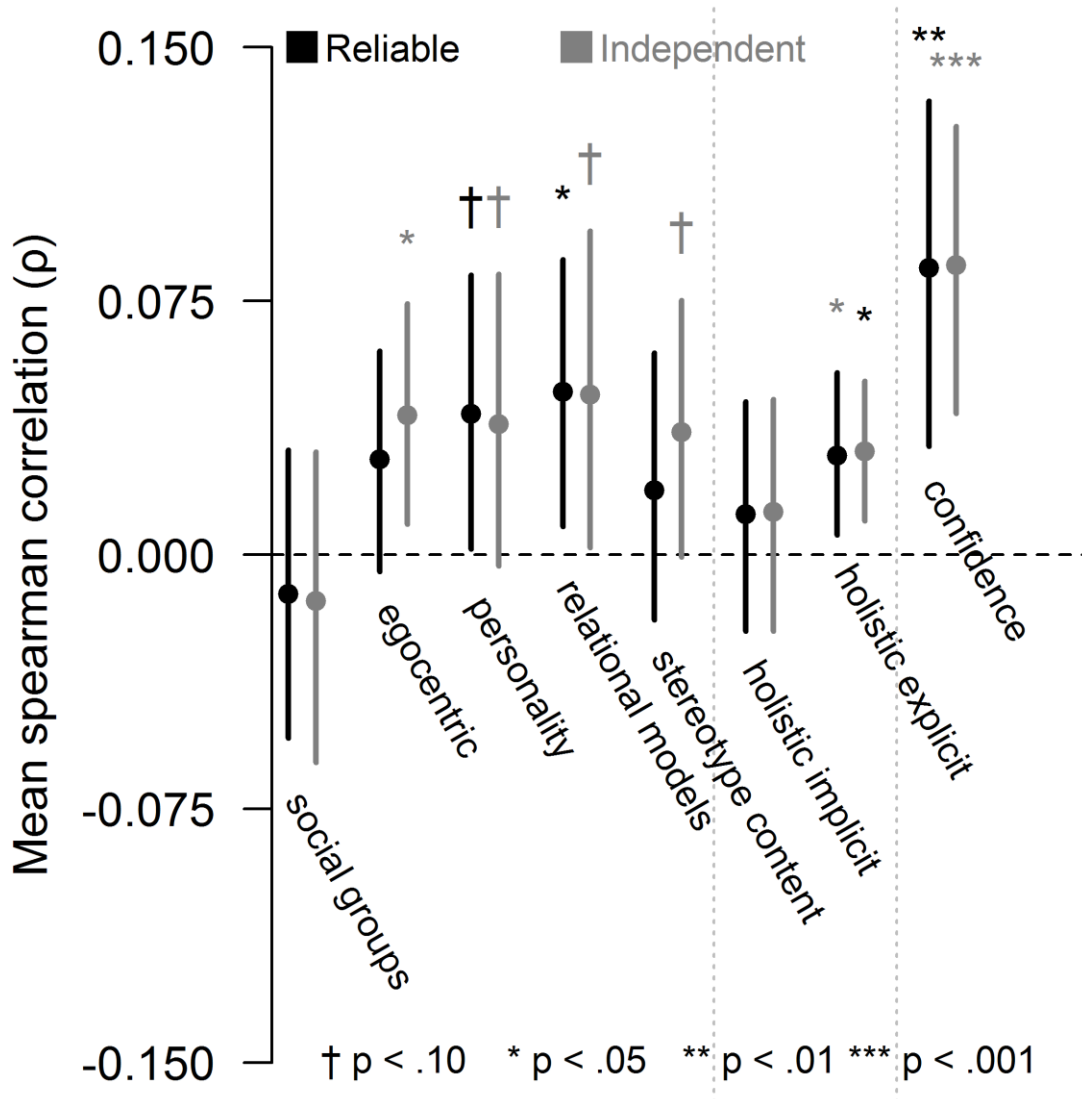 Mean spearman correlation (ρ)
0.150
0.075
0.000
-0.075
-0.150
Reliable Independent
** 
***
† †
*
†
*
†
* *
social groups
egocentric
personality
relational models
stereotype content
holistic implicit
holistic explicit
confidence
† p < .10 * p < .05 ** p < .01 *** p < .001